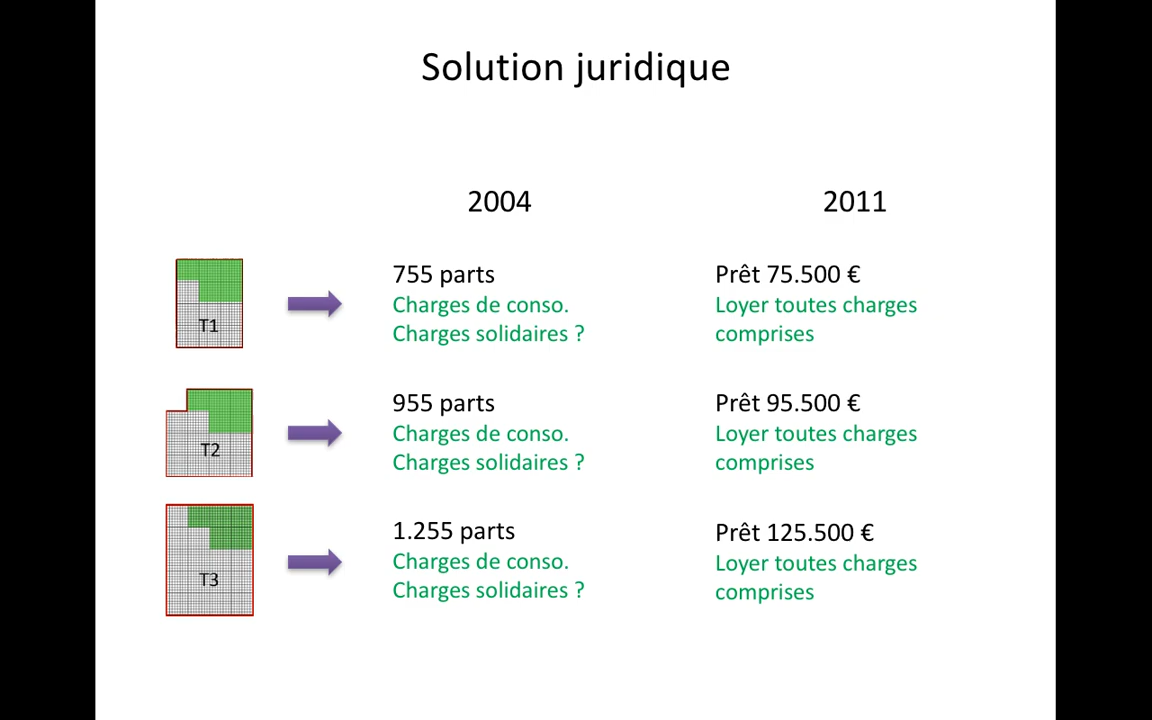 Solution juridique
2004
2011
T1
755 parts
Charges de conso.
Charges solidaires ?
Prêt 75.500 €
Loyer toutes charges
comprises
T2
955 parts
Charges de conso.
Charges solidaires ?
Prêt 95.500 €
Loyer toutes charges
comprises
T3
1.255 parts
Charges de conso.
Charges solidaires ?
Prêt 125.500 €
Loyer toutes charges
comprises